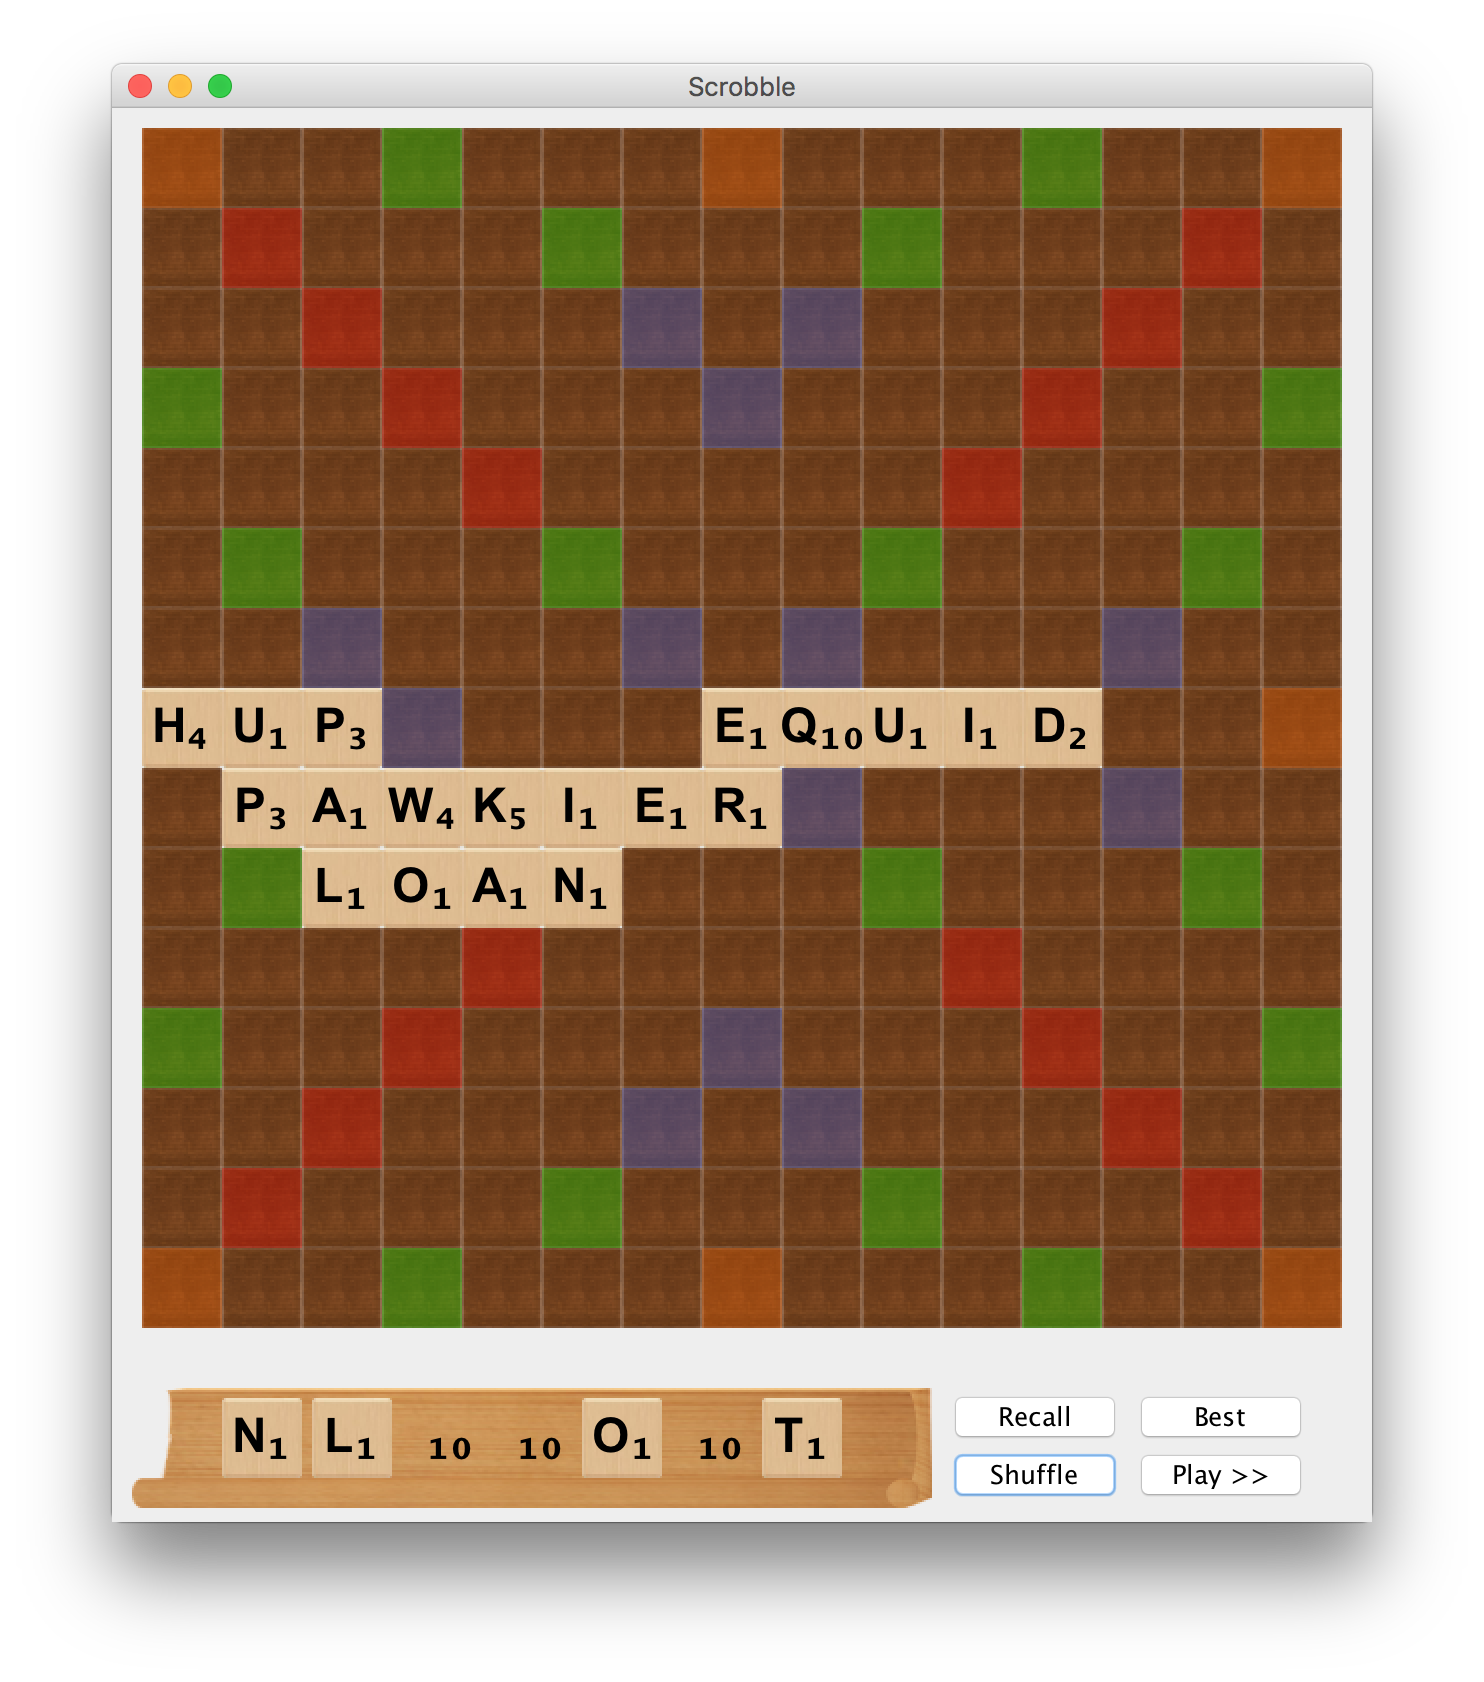 Scrobble
H4 U1 P3 E1 Q10 U1 I1 D2
P3 A1 W4 K5 I1 E1 R1
L1 O1 A1 N1
N1 L1 10 10 O1 10 T1
Recall Best
Shuffle Play >>